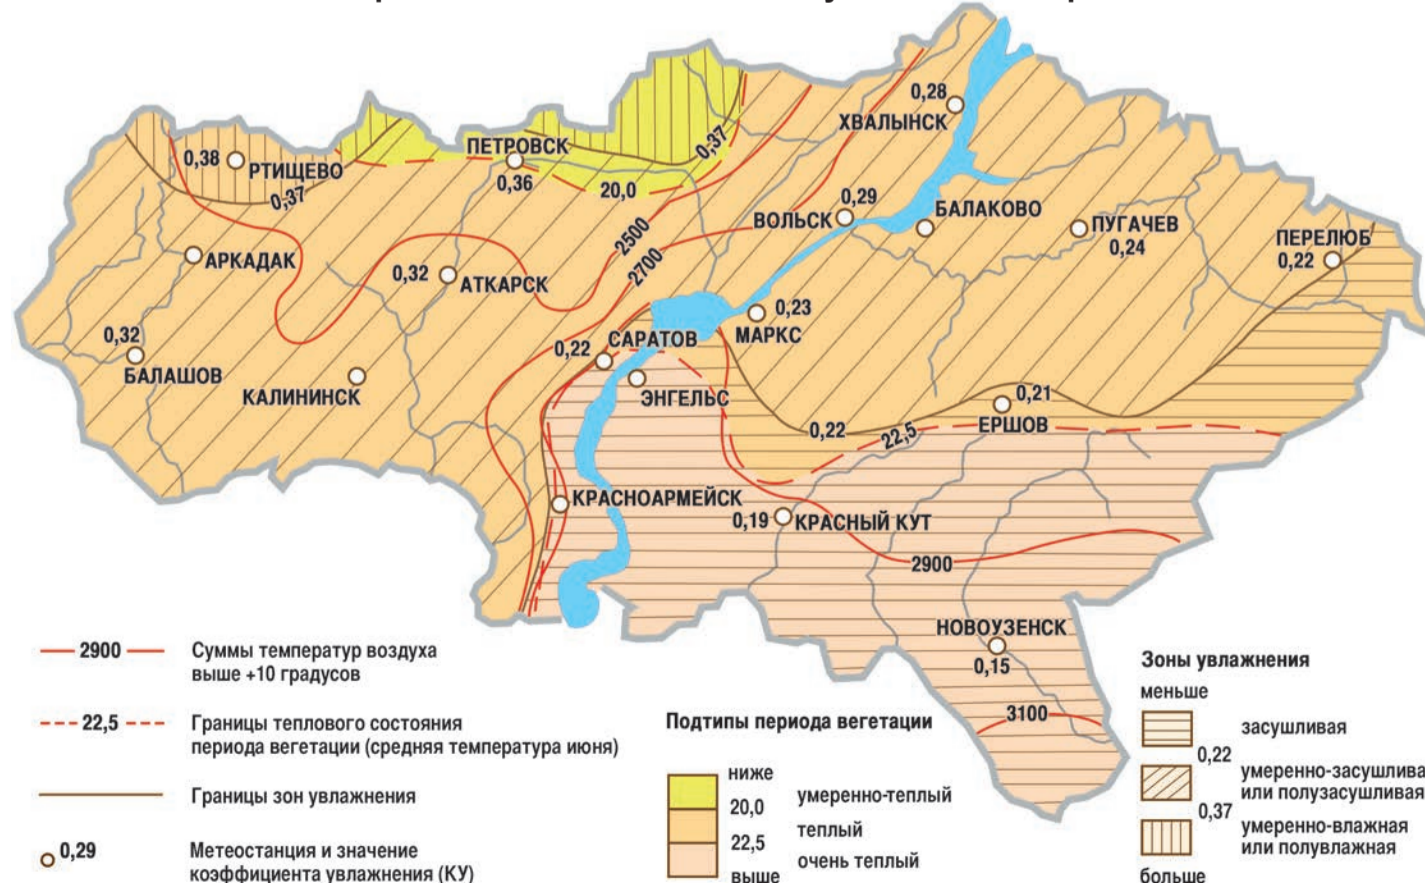 0,28
ХВАЛЫНСК
ПЕТРОВСК
0,37
0,38
РТИЩЕВО
0,36
20,0
0,37
0,29
ВОЛЬСК
БАЛАКОВО
ПУГАЧЕВ
0,24
ПЕРЕЛЮБ
0,22
2500
2700
АРКАДАК
0,32
АТКАРСК
0,23
МАРКС
0,32
БАЛАШОВ
0,22
САРАТОВ
КАЛИНИНСК
ЭНГЕЛЬС
0,21
ЕРШОВ
0,22
22,5
КРАСНОАРМЕЙСК
0,19
КРАСНЫЙ КУТ
2900
НОВОУЗЕНСК
0,15
3100
2900
Суммы температур воздуха
выше +10 градусов
22,5
Границы теплового состояния
периода вегетации (средняя температура июня)
Границы зон увлажнения
0,29
Метеостанция и значение
коэффициента увлажнения (КУ)
Подтипы периода вегетации
ниже
20,0
22,5
выше
умеренно-теплый
теплый
очень теплый
Зоны увлажнения
меньше
засушливая
0,22
умеренно-засушлива
или полузасушливая
0,37
умеренно-влажная
или полувлажная
больше